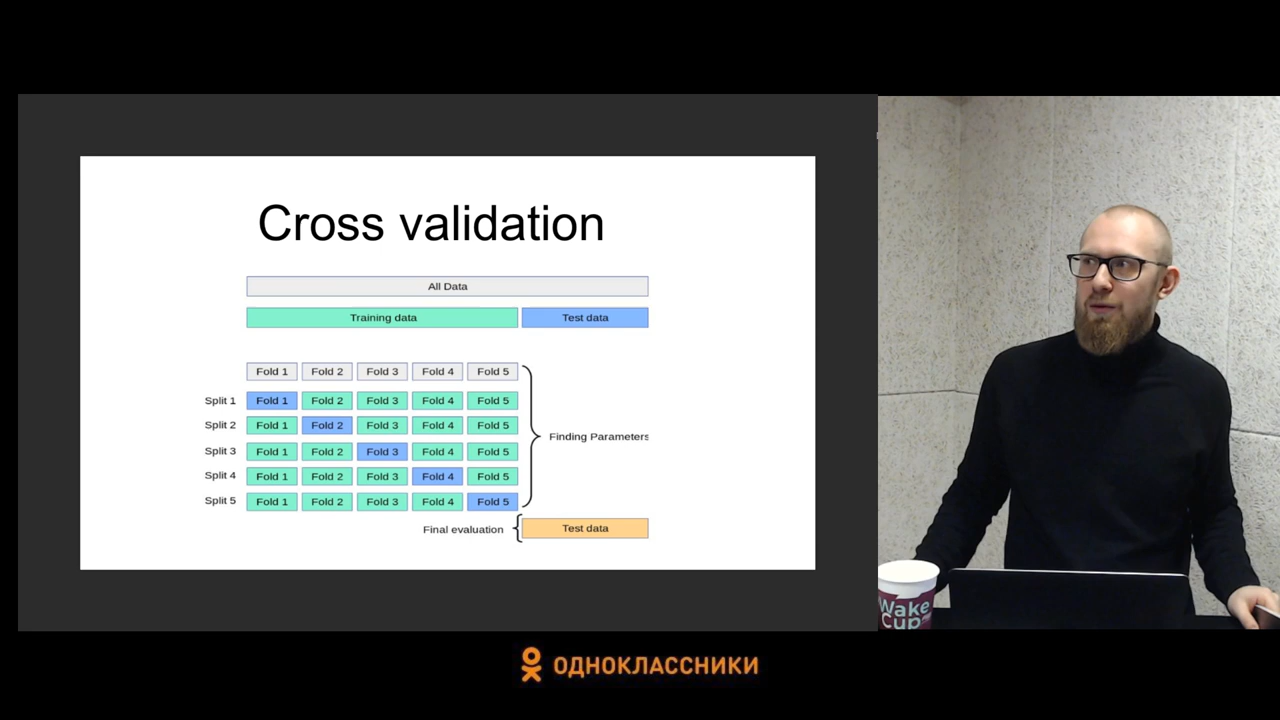 Cross validation
All Data
Training data Test data
Fold 1 Fold 2 Fold 3 Fold 4 Fold 5
Split 1 Fold 1 Fold 2 Fold 3 Fold 4 Fold 5
Split 2 Fold 1 Fold 2 Fold 3 Fold 4 Fold 5
Finding Parameters
Split 3 Fold 1 Fold 2 Fold 3 Fold 4 Fold 5
Split 4 Fold 1 Fold 2 Fold 3 Fold 4 Fold 5
Split 5 Fold 1 Fold 2 Fold 3 Fold 4 Fold 5
Final evaluation Test data
Wake
Cup
ОДНОКЛАССНИКИ